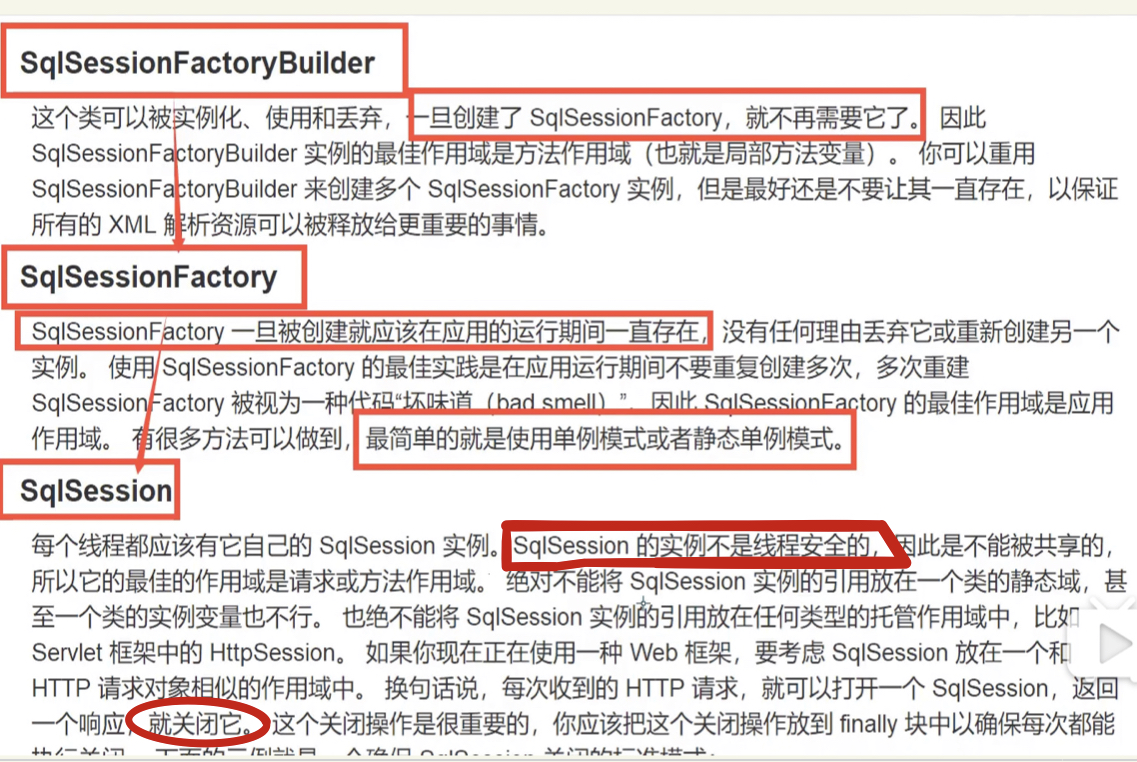 SqlSessionFactoryBuilder
这个类可以被实例化、使用和丢弃，一旦创建了 SqlSessionFactory，就不再需要它了。 因此
SqlSessionFactoryBuilder 实例的最佳作用域是方法作用域（也就是局部方法变量）。 你可以重用
SqlSessionFactoryBuilder 来创建多个 SqlSessionFactory 实例，但是最好还是不要让其一直存在，以保证
所有的 XML 解析资源可以被释放给更重要的事情。
SqlSessionFactory
SqlSessionFactory 一旦被创建就应该在应用的运行期间一直存在，没有任何理由丢弃它或重新创建另一个
实例。 使用 SqlSessionFactory 的最佳实践是在应用运行期间不要重复创建多次，多次重建
SqlSessionFactory 被视为一种代码“坏味道（bad smell）”。因此 SqlSessionFactory 的最佳作用域是应用
作用域。 有很多方法可以做到，最简单的就是使用单例模式或者静态单例模式。
SqlSession
每个线程都应该有它自己的 SqlSession 实例。SqlSession 的实例不是线程安全的，因此是不能被共享的，
所以它的最佳的作用域是请求或方法作用域。 绝对不能将 SqlSession 实例的引用放在一个类的静态域，甚
至一个类的实例变量也不行。 也绝不能将 SqlSession 实例的引用放在任何类型的托管作用域中，比如
Servlet 框架中的 HttpSession。 如果你现在正在使用一种 Web 框架，要考虑 SqlSession 放在一个和
HTTP 请求对象相似的作用域中。 换句话说，每次收到的 HTTP 请求，就可以打开一个 SqlSession，返回
一个响应，就关闭它。 这个关闭操作是很重要的，你应该把这个关闭操作放到 finally 块中以确保每次都能